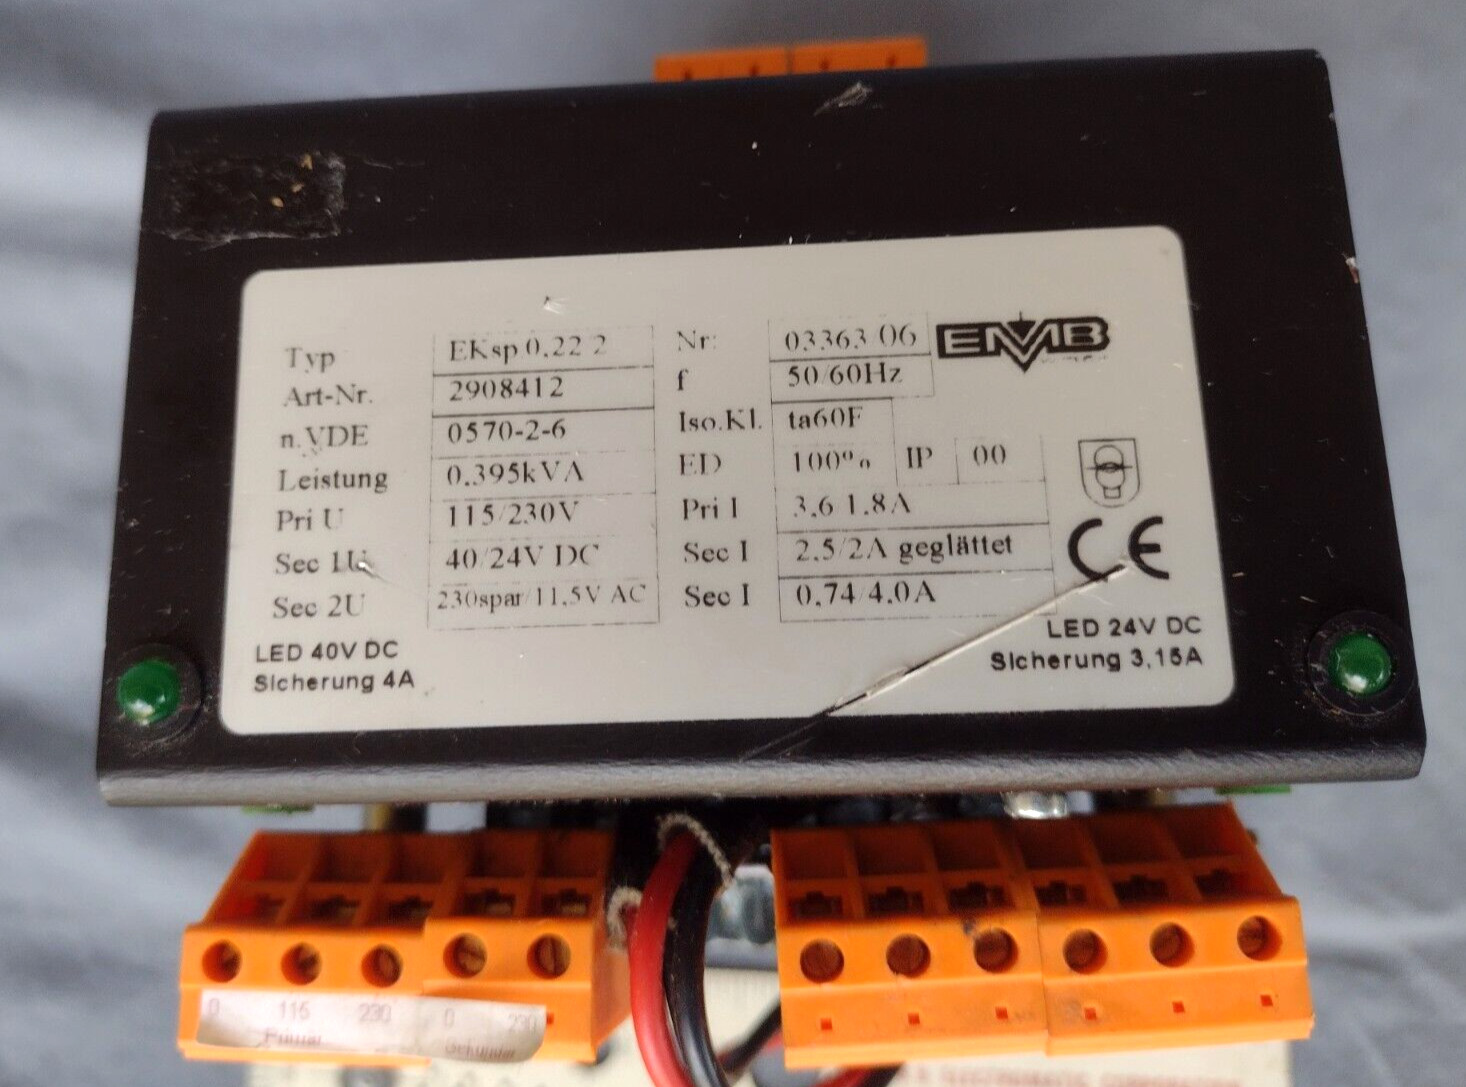 Typ EKsp 0,22 2 Nr: 03363/06 EMB
Art-Nr. 2908412 f 50/60Hz
n.VDE 0570-2-6 Iso.Kl. ta60F
Leistung 0.395kVA ED 100% IP 00
Pri U 115/230V Pri I 3,6 1.8A
Sec 1U 40/24V DC Sec I 2.5/2A geglättet CE
Sec 2U 230spar/11,5V AC Sec I 0,74/4,0A
LED 40V DC LED 24V DC
Sicherung 4A Sicherung 3,15A
0 115 230 0 230
Primär Sekundär